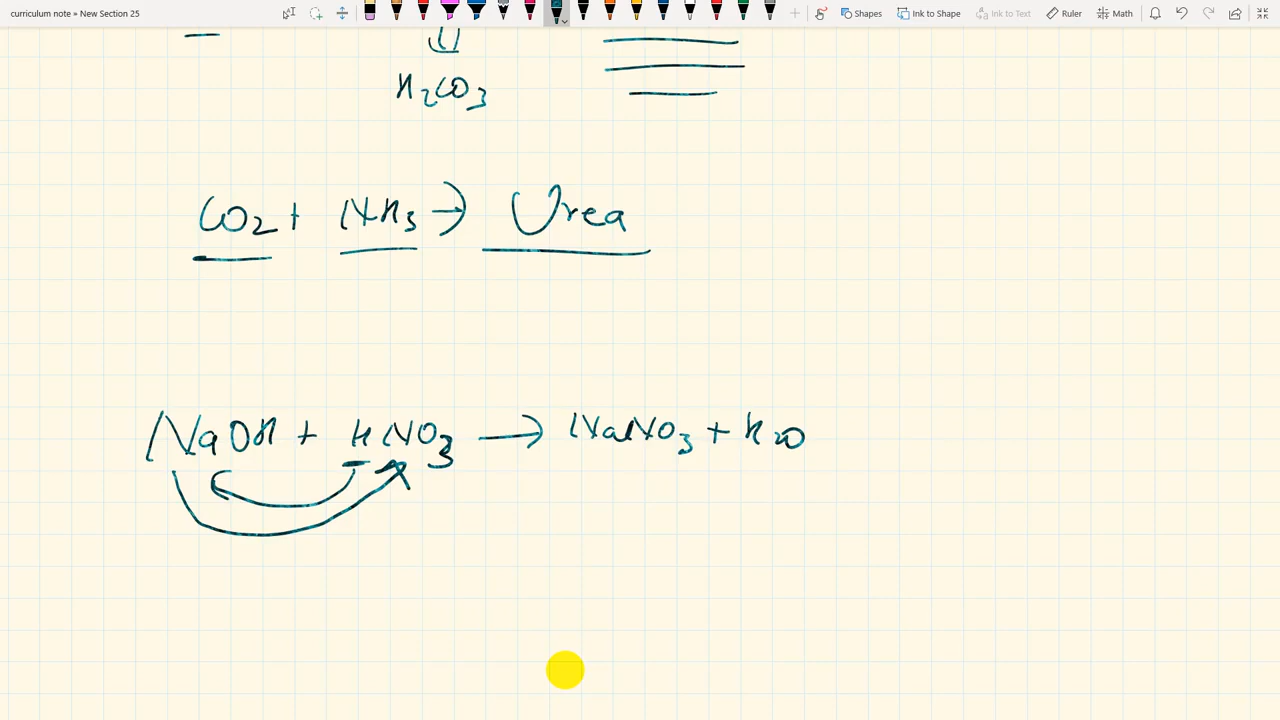 curriculum note » New Section 25
Shapes Ink to Shape Ink to Text Ruler Math
H2CO3
CO2 + NH3 → Urea
NaOH + HNO3 → NaNO3 + H2O